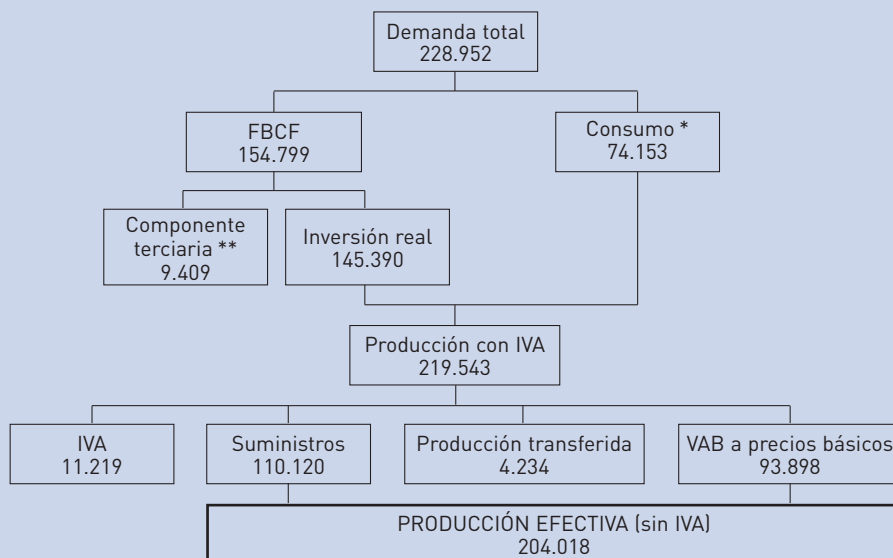 Demanda total
228.952
FBCF
154.799
Consumo *
74.153
Componente
terciaria **
9.409
Inversión real
145.390
Producción con IVA
219.543
IVA
11.219
Suministros
110.120
Producción transferida
4.234
VAB a precios básicos
93.898
PRODUCCIÓN EFECTIVA (sin IVA)
204.018